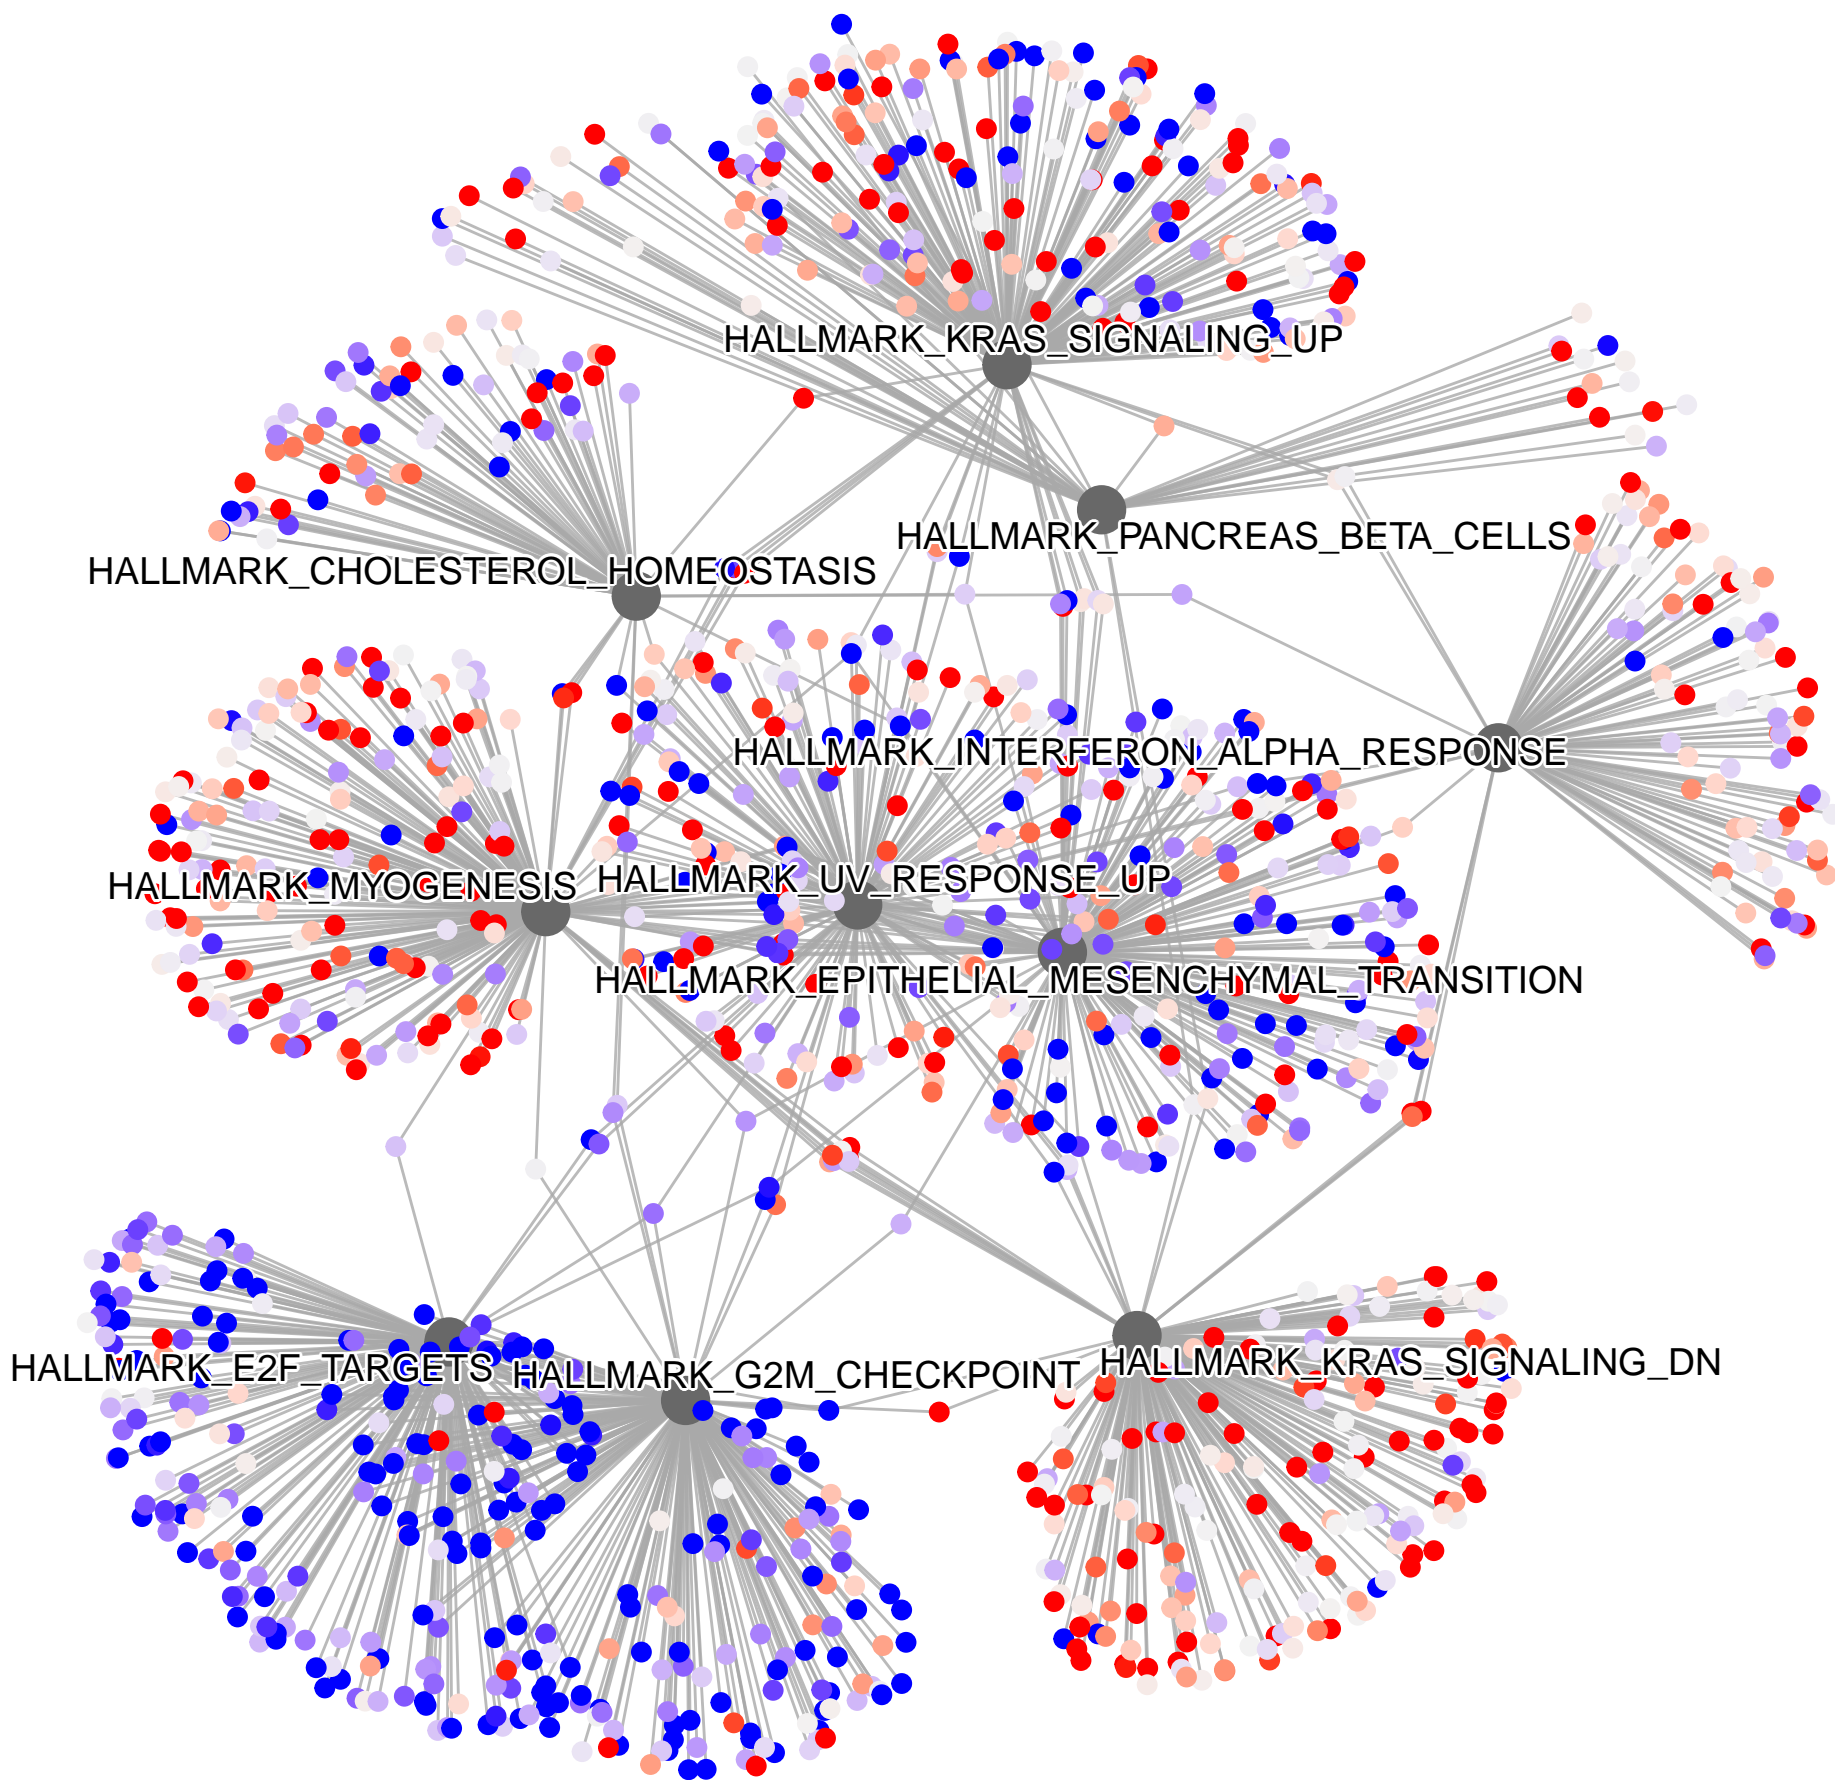 HALLMARK_KRAS_SIGNALING_UP
HALLMARK_PANCREAS_BETA_CELLS
HALLMARK_CHOLESTEROL_HOMEOSTASIS
HALLMARK_INTERFERON_ALPHA_RESPONSE
HALLMARK_MYOGENESIS
HALLMARK_UV_RESPONSE_UP
HALLMARK_EPITHELIAL_MESENCHYMAL_TRANSITION
HALLMARK_E2F_TARGETS
HALLMARK_G2M_CHECKPOINT
HALLMARK_KRAS_SIGNALING_DN